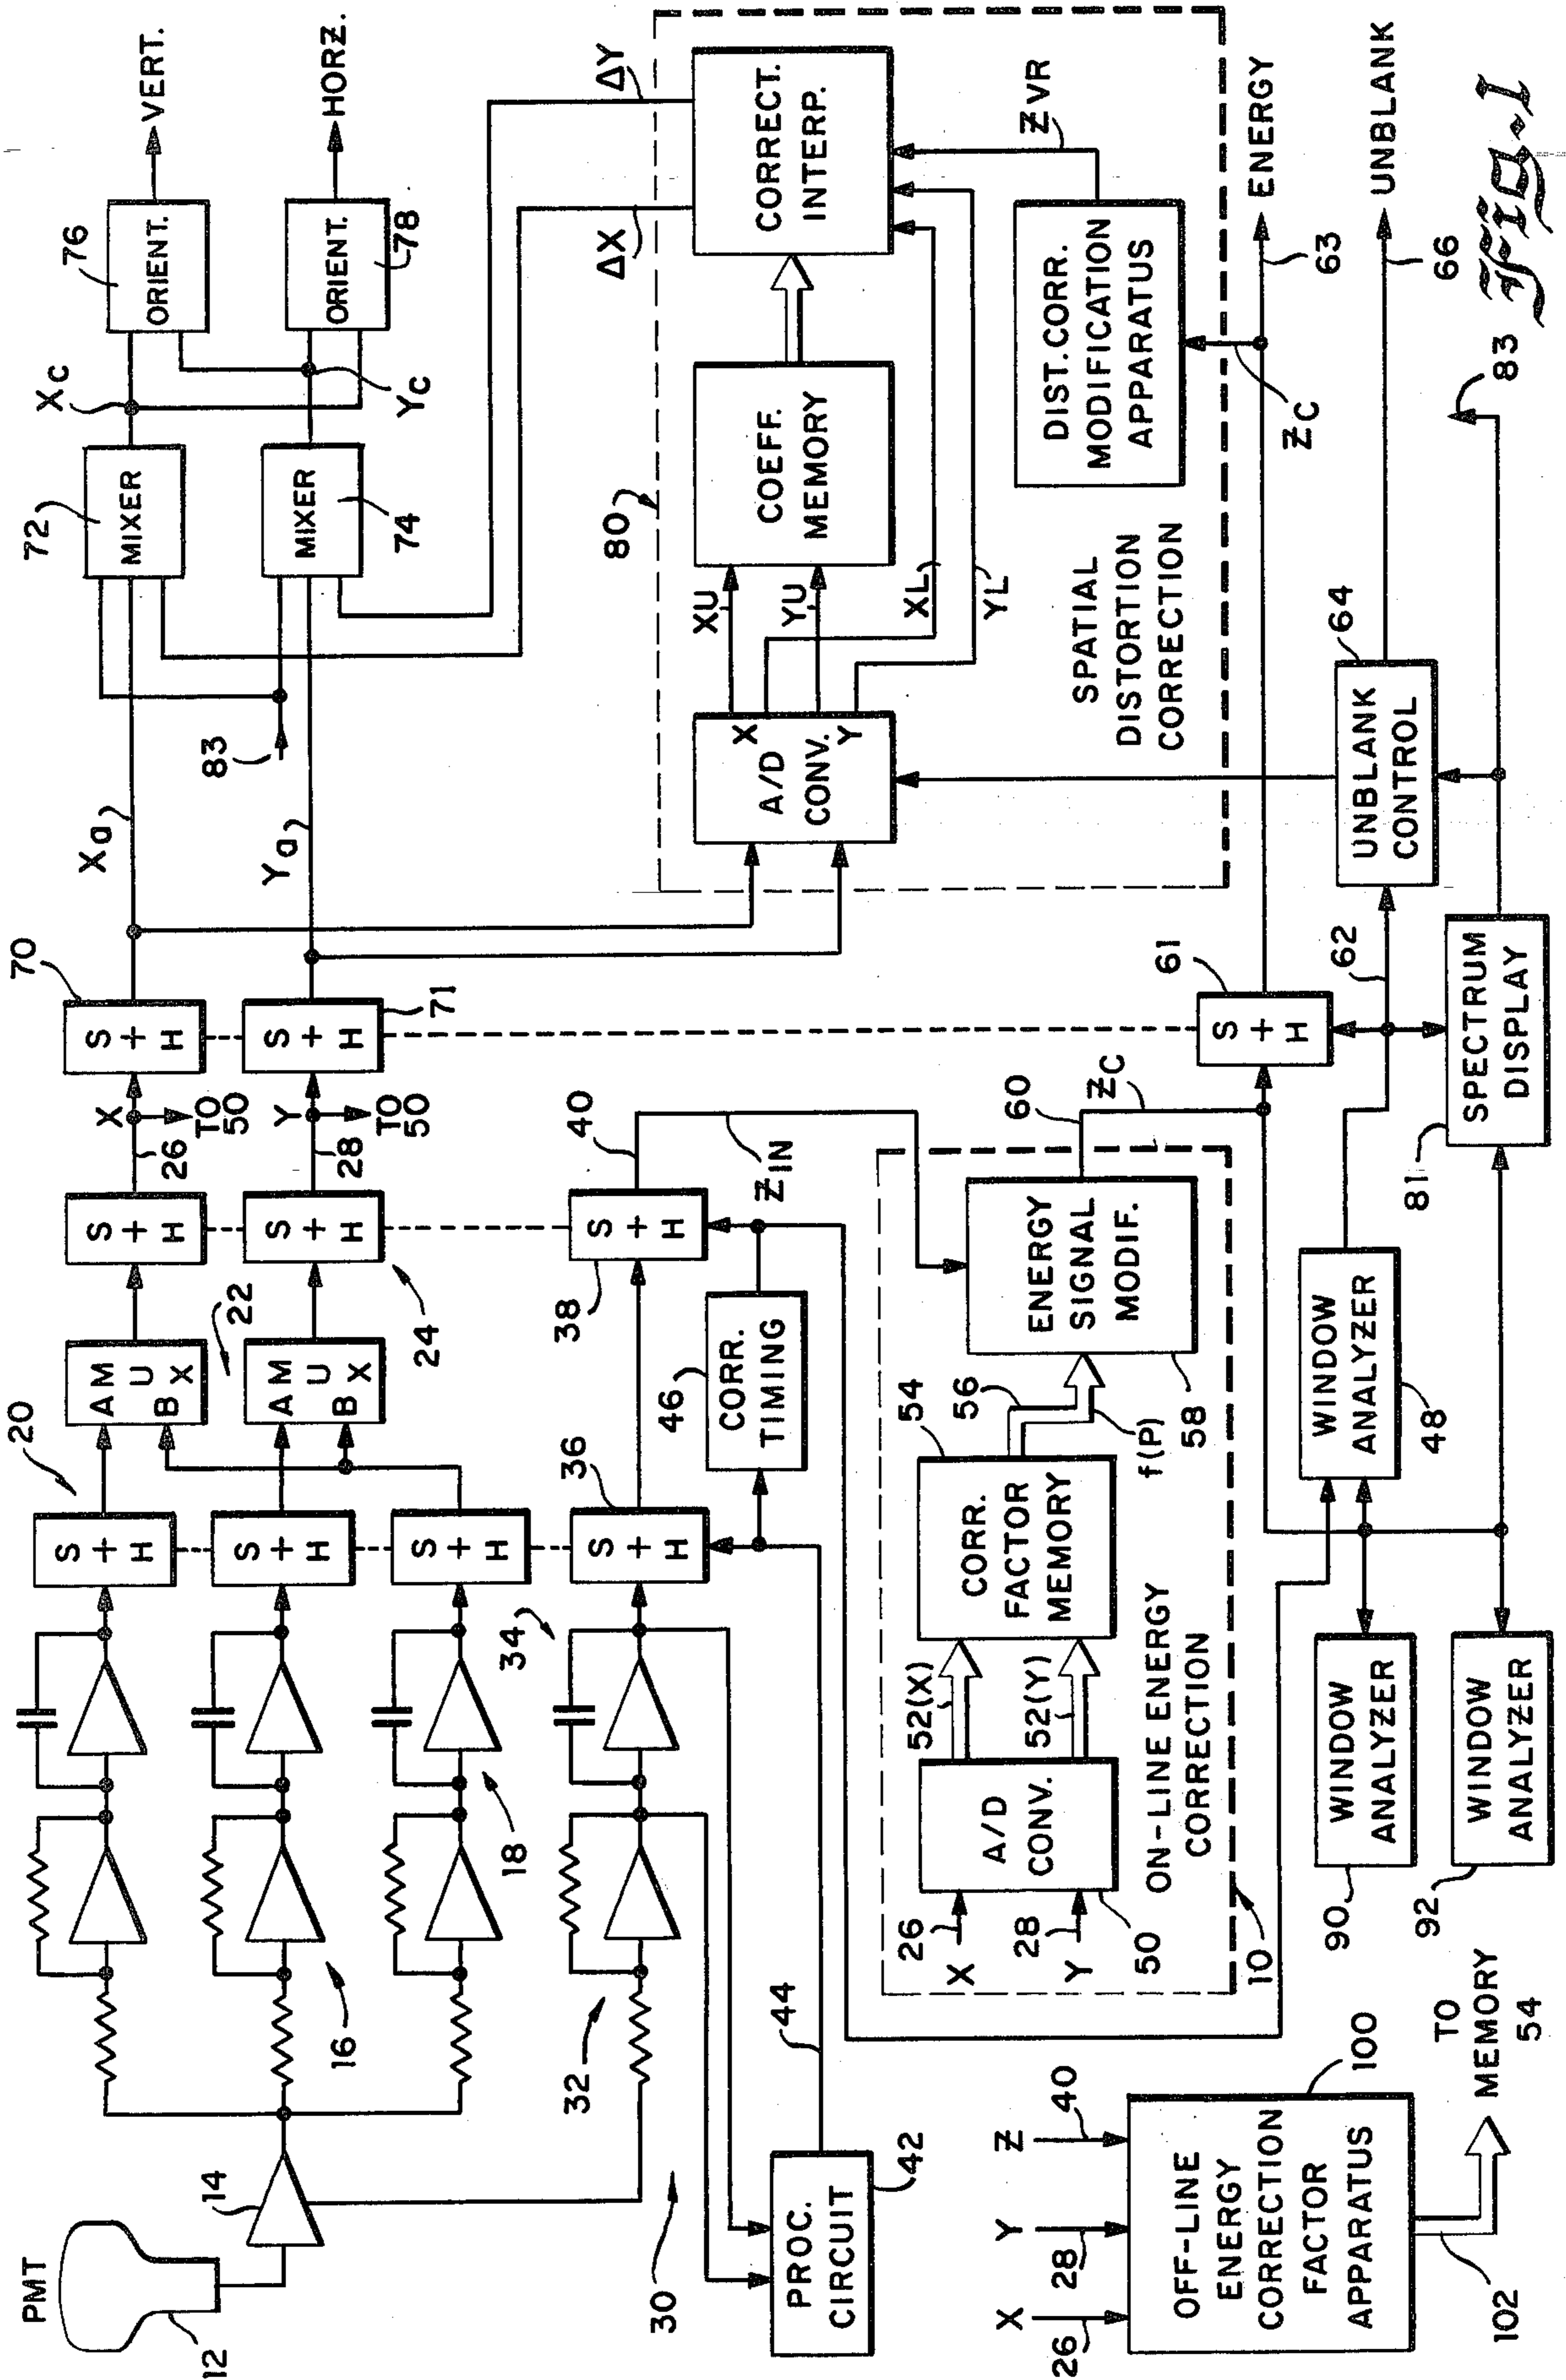 PMT
12
14
16
18
20
22
24
S + H
S + H
S + H
A M U B X
A M U B X
S + H
S + H
26
X
TO 50
28
Y
TO 50
70
S + H
71
S + H
Xa
Ya
83
72
MIXER
74
MIXER
XC
YC
76
ORIENT.
78
ORIENT.
VERT.
HORZ.
30
32
34
36
S + H
38
S + H
40
ZIN
PROC.
CIRCUIT
42
44
46
CORR.
TIMING
80
A/D
CONV.
X
Y
XU
YU
XL
YL
COEFF.
MEMORY
CORRECT.
INTERP.
ΔX
ΔY
ZVR
DIST. CORR.
MODIFICATION
APPARATUS
SPATIAL
DISTORTION
CORRECTION
ZC
63
ENERGY
X
26
Y
28
A/D
CONV.
50
52(X)
52(Y)
CORR.
FACTOR
MEMORY
54
56
f(P)
ENERGY
SIGNAL
MODIF.
58
60
ZC
ON-LINE ENERGY
CORRECTION
10
61
S + H
62
UNBLANK
CONTROL
64
66
UNBLANK
WINDOW
ANALYZER
48
SPECTRUM
DISPLAY
81
83
WINDOW
ANALYZER
90
WINDOW
ANALYZER
92
X
26
Y
28
Z
40
OFF-LINE
ENERGY
CORRECTION
FACTOR
APPARATUS
100
102
TO
MEMORY
54
FIG-1